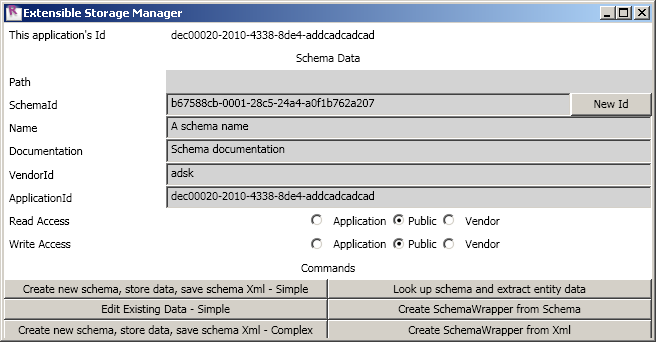 Extensible Storage Manager
This application's Id dec00020-2010-4338-8de4-addcadcadcad
Schema Data
Path
SchemaId b67588cb-0001-28c5-24a4-a0f1b762a207 New Id
Name A schema name
Documentation Schema documentation
VendorId adsk
ApplicationId dec00020-2010-4338-8de4-addcadcadcad
Read Access Application Public Vendor
Write Access Application Public Vendor
Commands
Create new schema, store data, save schema Xml - Simple Look up schema and extract entity data
Edit Existing Data - Simple Create SchemaWrapper from Schema
Create new schema, store data, save schema Xml - Complex Create SchemaWrapper from Xml